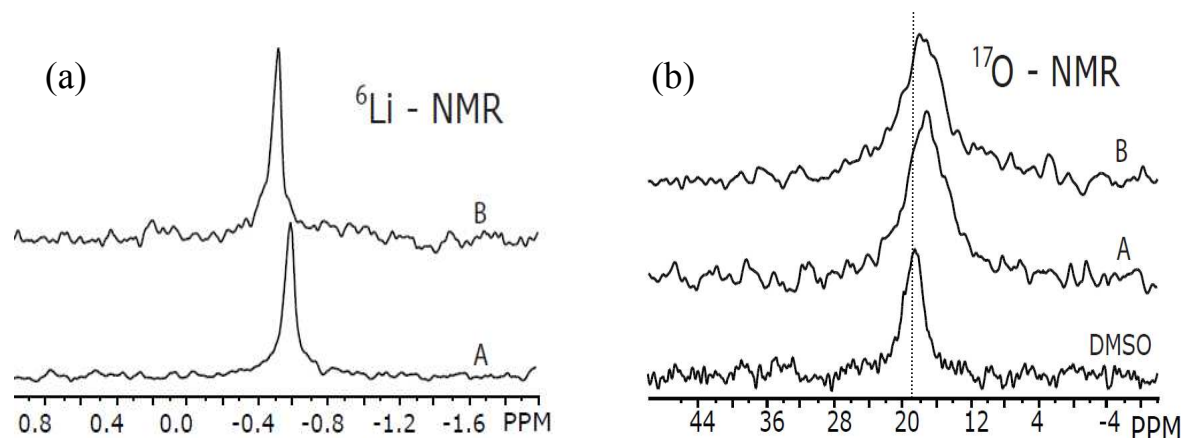 (a)
⁶Li - NMR
B
A
0.8 0.4 0.0 -0.4 -0.8 -1.2 -1.6 PPM
(b)
¹⁷O - NMR
B
A
DMSO
44 36 28 20 12 4 -4 PPM